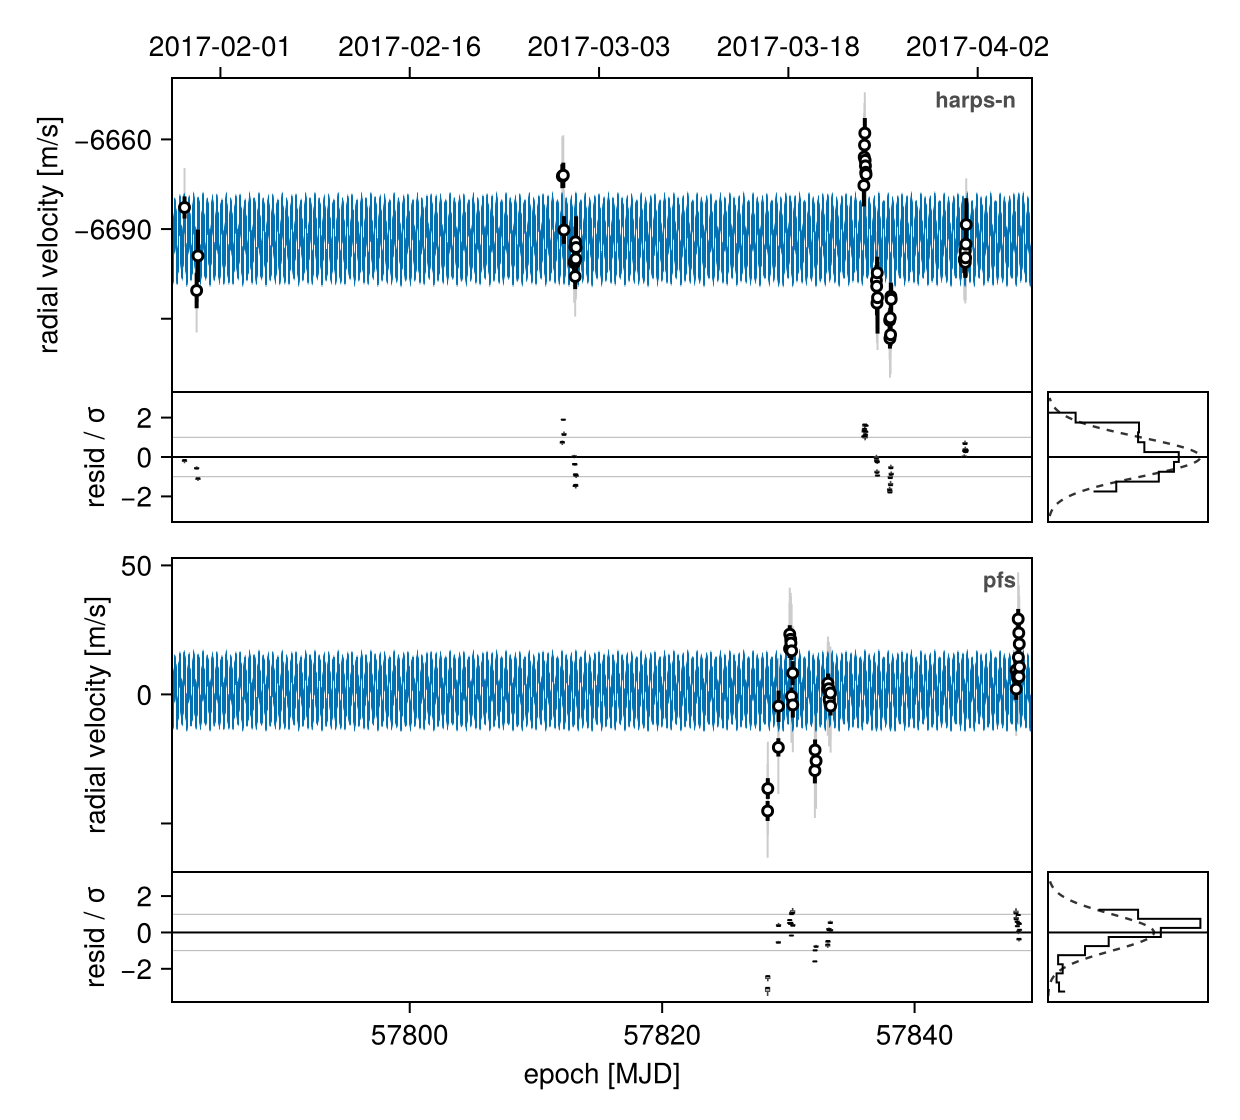 2017-02-01 2017-02-16 2017-03-03 2017-03-18 2017-04-02
harps-n
radial velocity [m/s]
−6660
−6690
resid / σ
2
0
−2
pfs
radial velocity [m/s]
50
0
resid / σ
2
0
−2
57800 57820 57840
epoch [MJD]